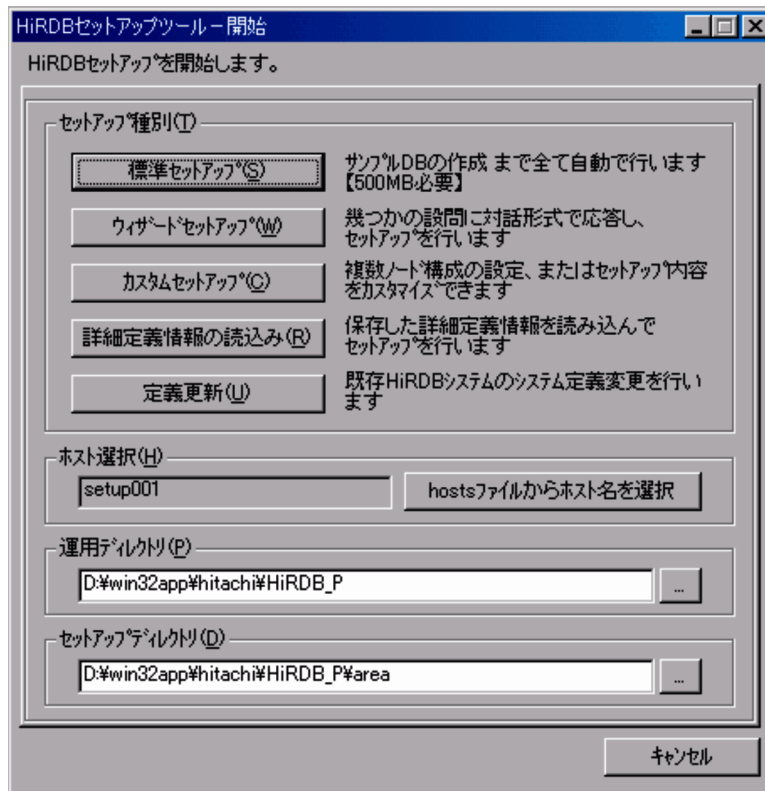 HiRDBセットアップツール－開始
HiRDBセットアップを開始します。
セットアップ種別(T)
標準セットアップ(S)
サンプルDBの作成 まで全て自動で行います
【500MB必要】
ウィザードセットアップ(W)
幾つかの設問に対話形式で応答し、
セットアップを行います
カスタムセットアップ(C)
複数ノード構成の設定、またはセットアップ内容
をカスタマイズできます
詳細定義情報の読込み(R)
保存した詳細定義情報を読み込んで
セットアップを行います
定義更新(U)
既存HiRDBシステムのシステム定義変更を行い
ます
ホスト選択(H)
setup001
hostsファイルからホスト名を選択
運用ディレクトリ(P)
D:¥win32app¥hitachi¥HiRDB_P
...
セットアップディレクトリ(D)
D:¥win32app¥hitachi¥HiRDB_P¥area
...
キャンセル